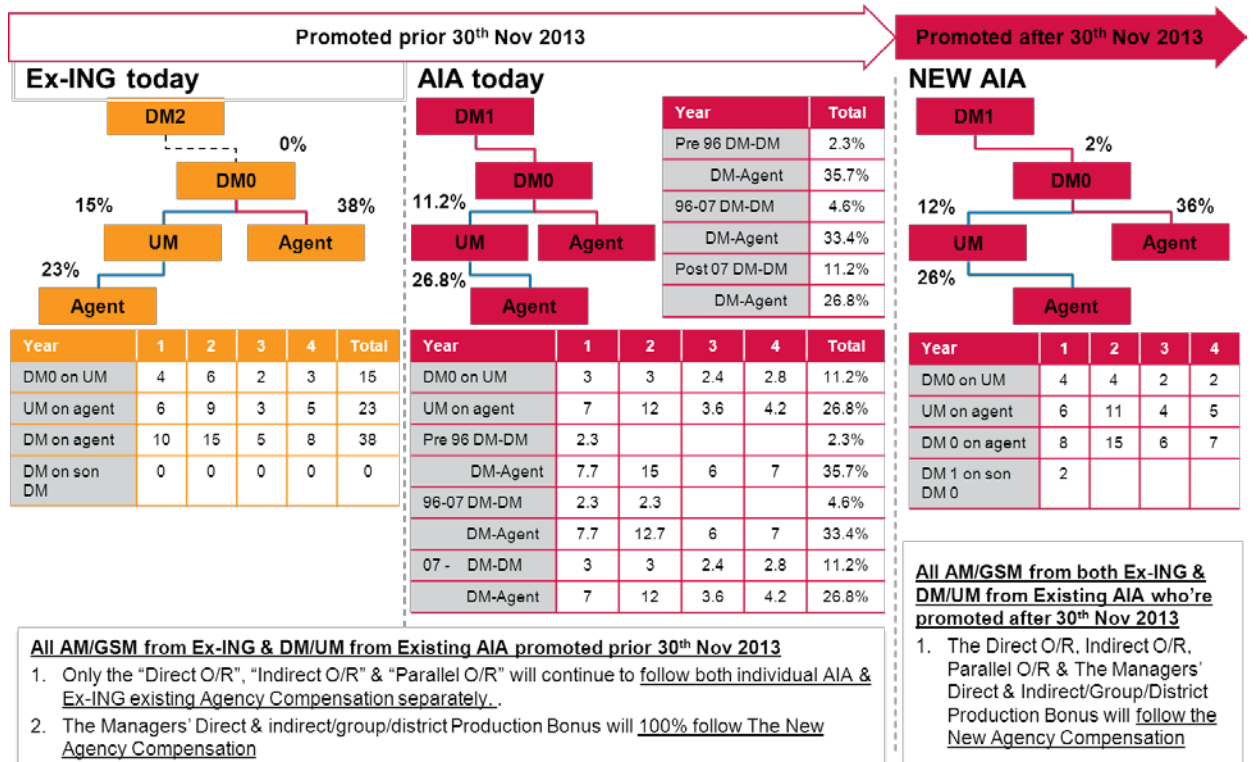 Promoted prior 30th Nov 2013
Promoted after 30th Nov 2013
Ex-ING today
DM2
0%
DM0
15%
38%
UM
Agent
23%
Agent
Year 1 2 3 4 Total
DM0 on UM 4 6 2 3 15
UM on agent 6 9 3 5 23
DM on agent 10 15 5 8 38
DM on son 0 0 0 0 0
DM
AIA today
DM1
DM0
11.2%
UM
Agent
26.8%
Agent
Year Total
Pre 96 DM-DM 2.3%
DM-Agent 35.7%
96-07 DM-DM 4.6%
DM-Agent 33.4%
Post 07 DM-DM 11.2%
DM-Agent 26.8%
Year 1 2 3 4 Total
DM0 on UM 3 3 2.4 2.8 11.2%
UM on agent 7 12 3.6 4.2 26.8%
Pre 96 DM-DM 2.3 2.3%
DM-Agent 7.7 15 6 7 35.7%
96-07 DM-DM 2.3 2.3 4.6%
DM-Agent 7.7 12.7 6 7 33.4%
07 - DM-DM 3 3 2.4 2.8 11.2%
DM-Agent 7 12 3.6 4.2 26.8%
NEW AIA
DM1
2%
DM0
12%
36%
UM
Agent
26%
Agent
Year 1 2 3 4
DM0 on UM 4 4 2 2
UM on agent 6 11 4 5
DM 0 on agent 8 15 6 7
DM 1 on son 2
DM 0
All AM/GSM from Ex-ING & DM/UM from Existing AIA promoted prior 30th Nov 2013
1. Only the “Direct O/R”, “Indirect O/R” & “Parallel O/R” will continue to follow both individual AIA &
Ex-ING existing Agency Compensation separately. .
2. The Managers’ Direct & indirect/group/district Production Bonus will 100% follow The New
Agency Compensation
All AM/GSM from both Ex-ING &
DM/UM from Existing AIA who’re
promoted after 30th Nov 2013
1. The Direct O/R, Indirect O/R,
Parallel O/R & The Managers’
Direct & Indirect/Group/District
Production Bonus will follow the
New Agency Compensation